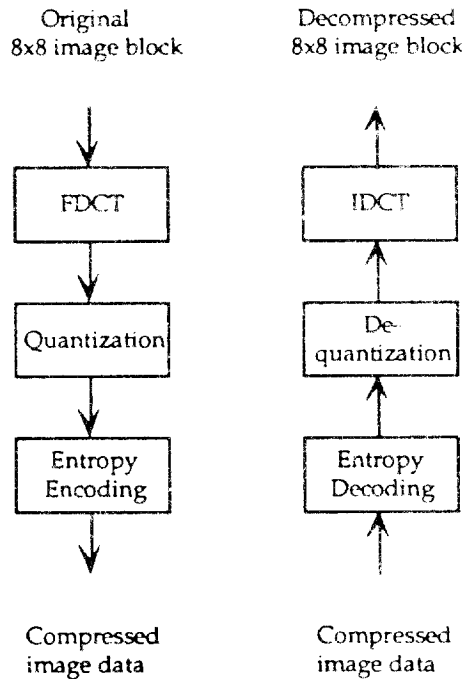 Original
8x8 image block
FDCT
Quantization
Entropy
Encoding
Compressed
image data
Decompressed
8x8 image block
IDCT
De-
quantization
Entropy
Decoding
Compressed
image data